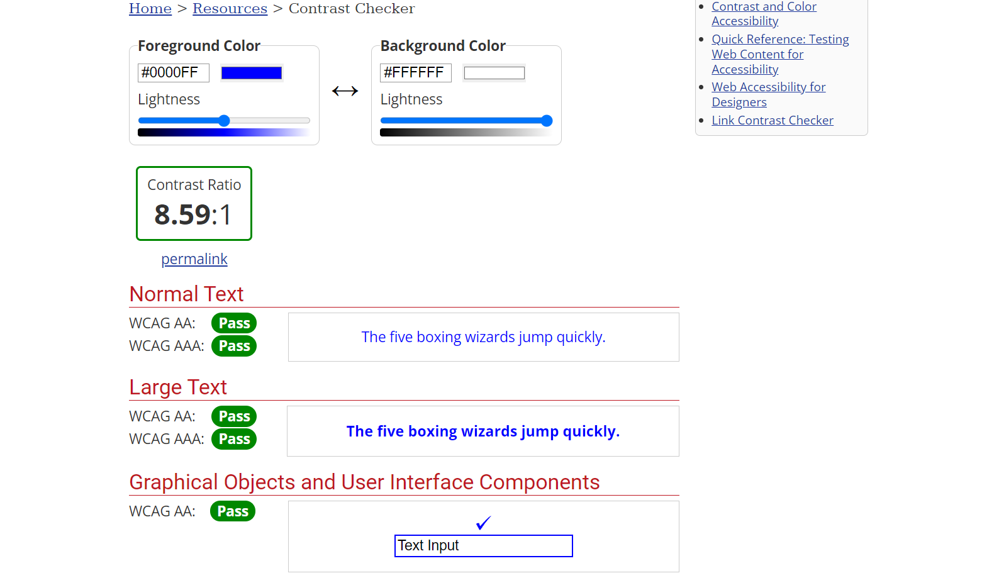 Home > Resources > Contrast Checker
Contrast and Color
Accessibility
Quick Reference: Testing
Web Content for
Accessibility
Web Accessibility for
Designers
Link Contrast Checker
Foreground Color
#0000FF
Lightness
Background Color
#FFFFFF
Lightness
Contrast Ratio
8.59:1
permalink
Normal Text
WCAG AA: Pass
WCAG AAA: Pass
The five boxing wizards jump quickly.
Large Text
WCAG AA: Pass
WCAG AAA: Pass
The five boxing wizards jump quickly.
Graphical Objects and User Interface Components
WCAG AA: Pass
Text Input